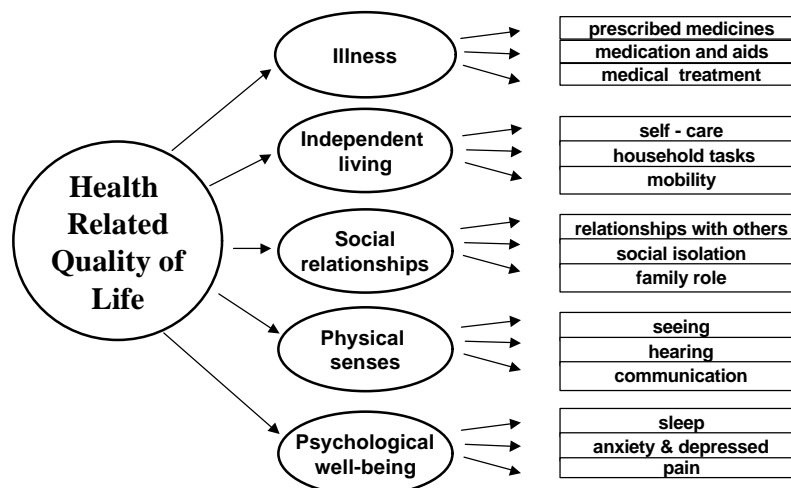 Health
Related
Quality of
Life
Illness
prescribed medicines
medication and aids
medical treatment
Independent
living
self - care
household tasks
mobility
Social
relationships
relationships with others
social isolation
family role
Physical
senses
seeing
hearing
communication
Psychological
well-being
sleep
anxiety & depressed
pain